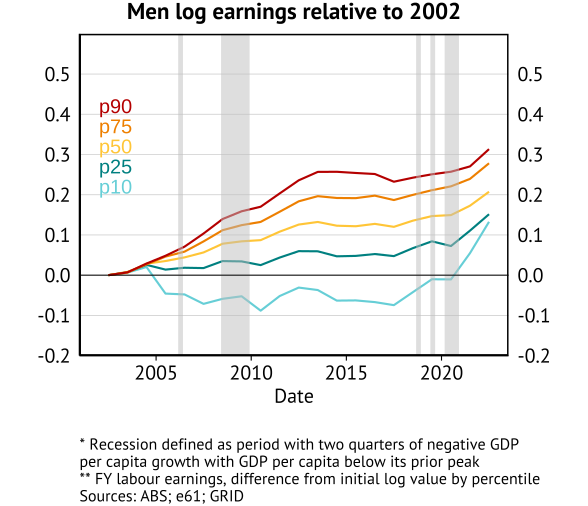 Men log earnings relative to 2002
0.5 0.5
0.4 0.4
p90
p75
p50
p25
p10
0.3 0.3
0.2 0.2
0.1 0.1
0.0 0.0
-0.1 -0.1
-0.2 -0.2
2005 2010 2015 2020
Date
* Recession defined as period with two quarters of negative GDP
per capita growth with GDP per capita below its prior peak
** FY labour earnings, difference from initial log value by percentile
Sources: ABS; e61; GRID